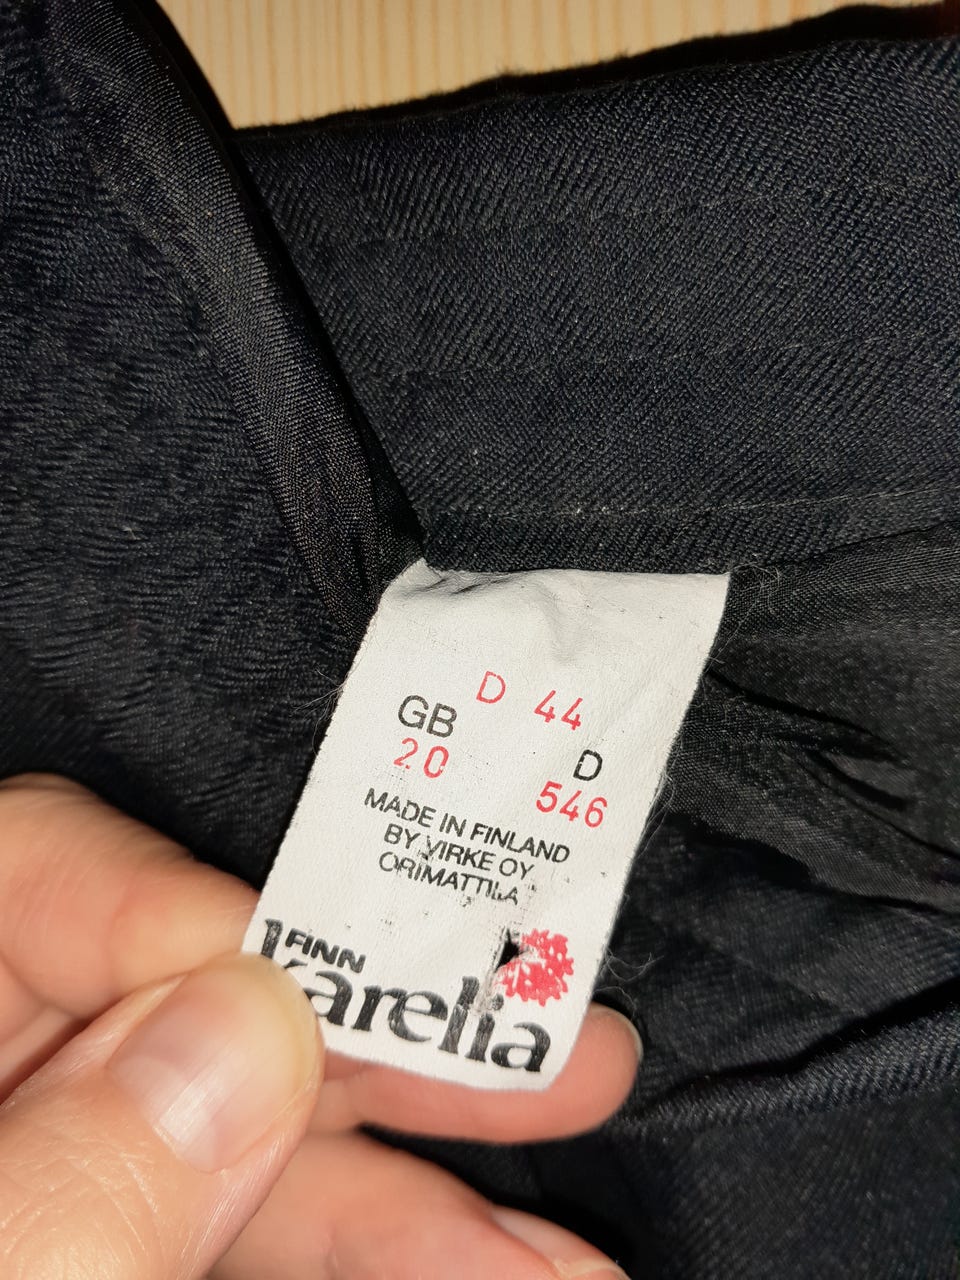 D 44
GB
20
D
546
MADE IN FINLAND
BY VIRKE OY
ORIMATTILA
FINN
karelia